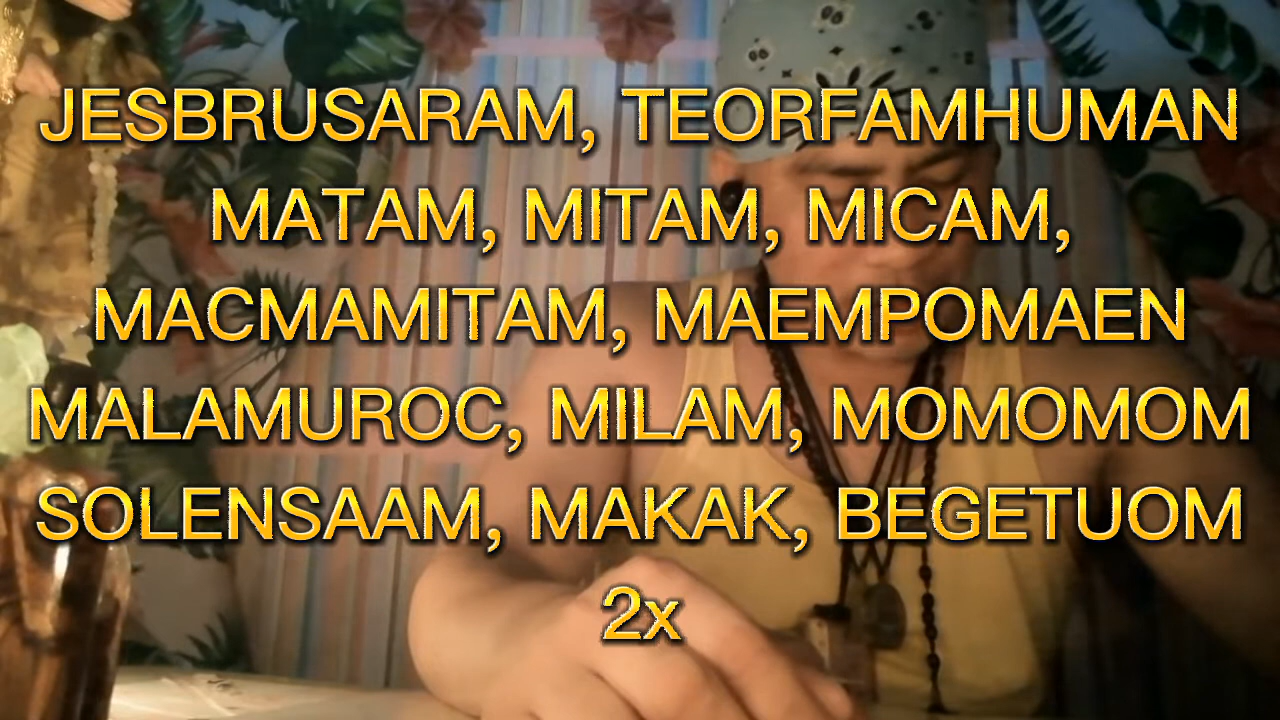 JESBRUSARAM, TEORFAMHUMAN
MATAM, MITAM, MICAM,
MACMAMITAM, MAEMPOMAEN
MALAMUROC, MILAM, MOMOMOM
SOLENSAAM, MAKAK, BEGETUOM
2x